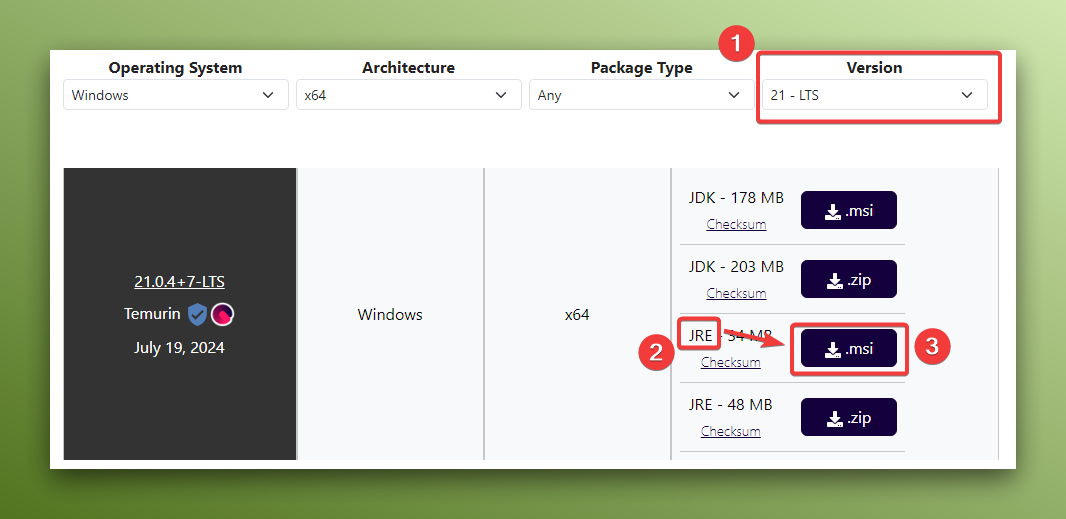 1
Operating System Architecture Package Type Version
Windows x64 Any 21 - LTS
JDK - 178 MB
Checksum
.msi
JDK - 203 MB
Checksum
.zip
21.0.4+7-LTS
Temurin
July 19, 2024
Windows
x64
2
JRE - 34 MB
Checksum
.msi
3
JRE - 48 MB
Checksum
.zip